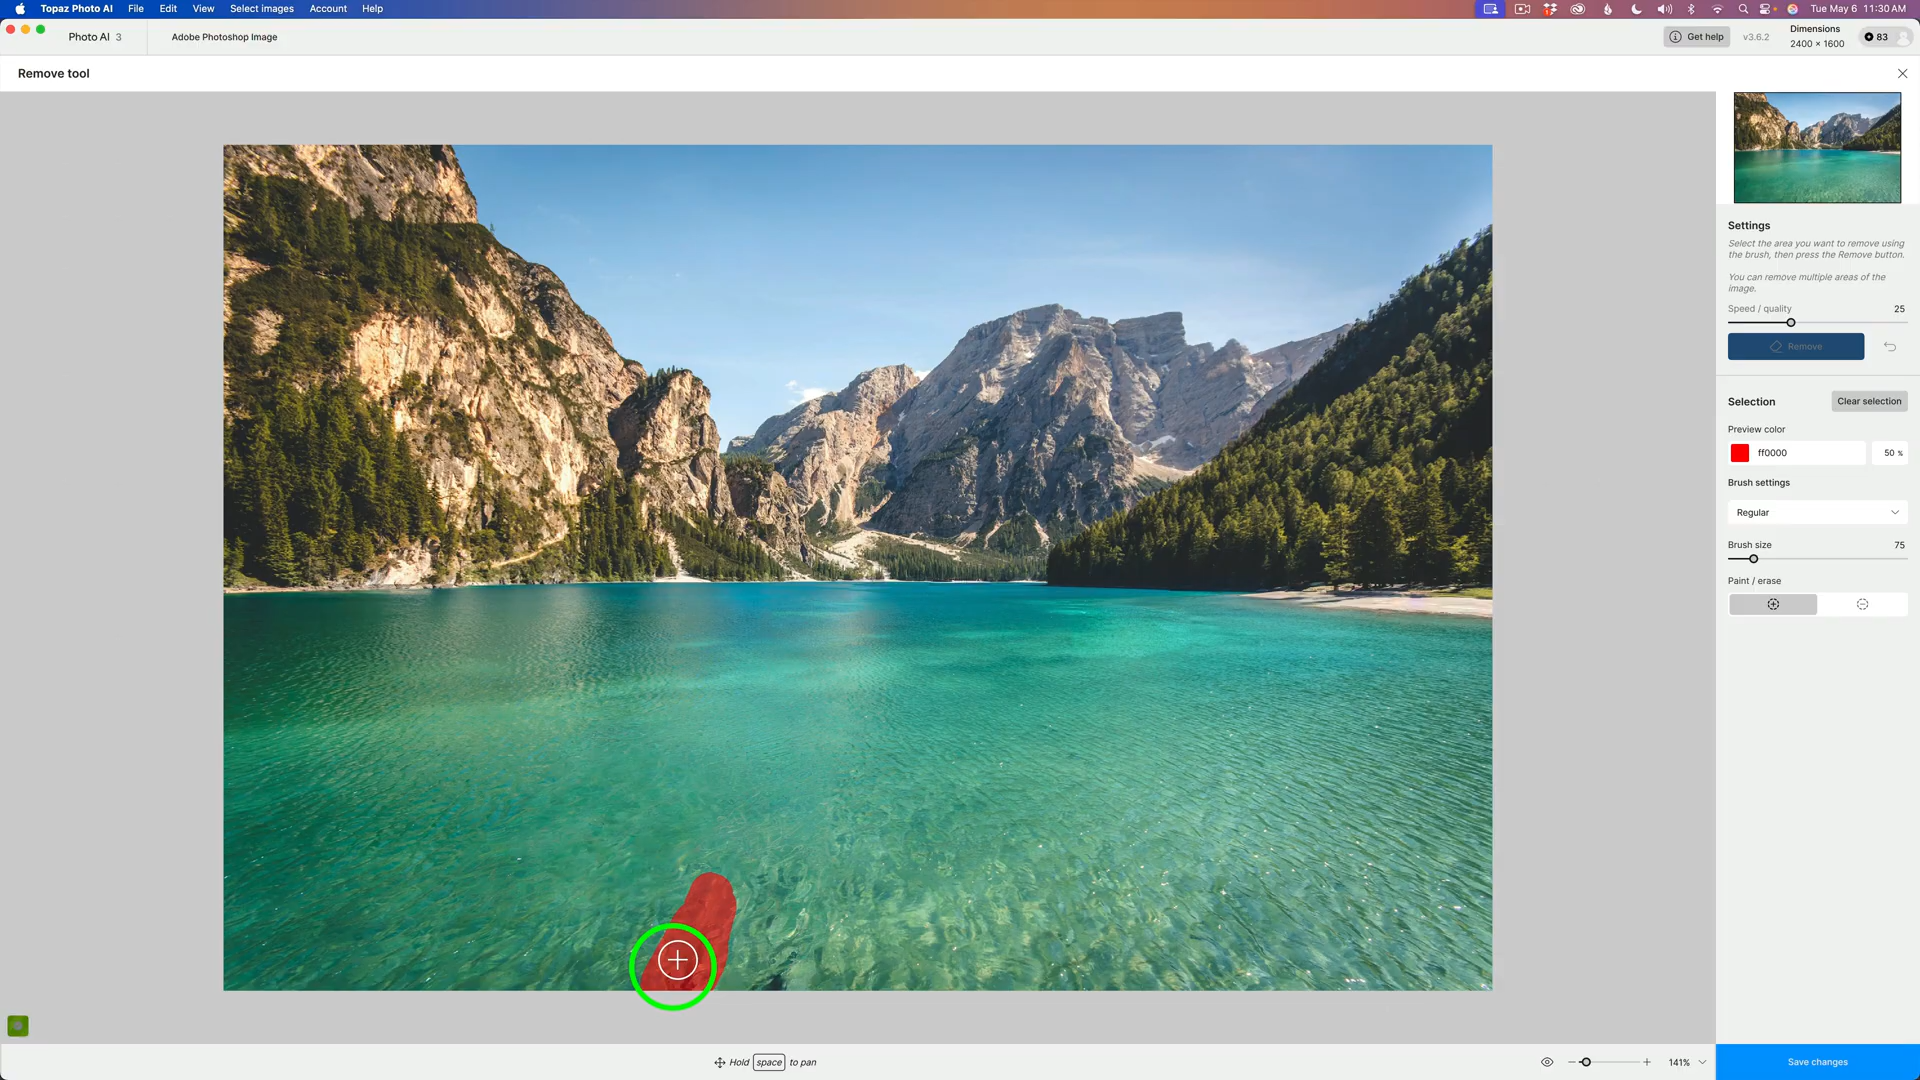 Topaz Photo AI File Edit View Select images Account Help Tue May 6 11:30 AM
Photo AI 3 Adobe Photoshop Image Get help v3.6.2 Dimensions 2400 × 1600 83
Remove tool
Settings
Select the area you want to remove using
the brush, then press the Remove button.
You can remove multiple areas of the
image.
Speed / quality 25
Remove
Selection Clear selection
Preview color
ff0000 50 %
Brush settings
Regular
Brush size 75
Paint / erase
Hold space to pan 141% Save changes